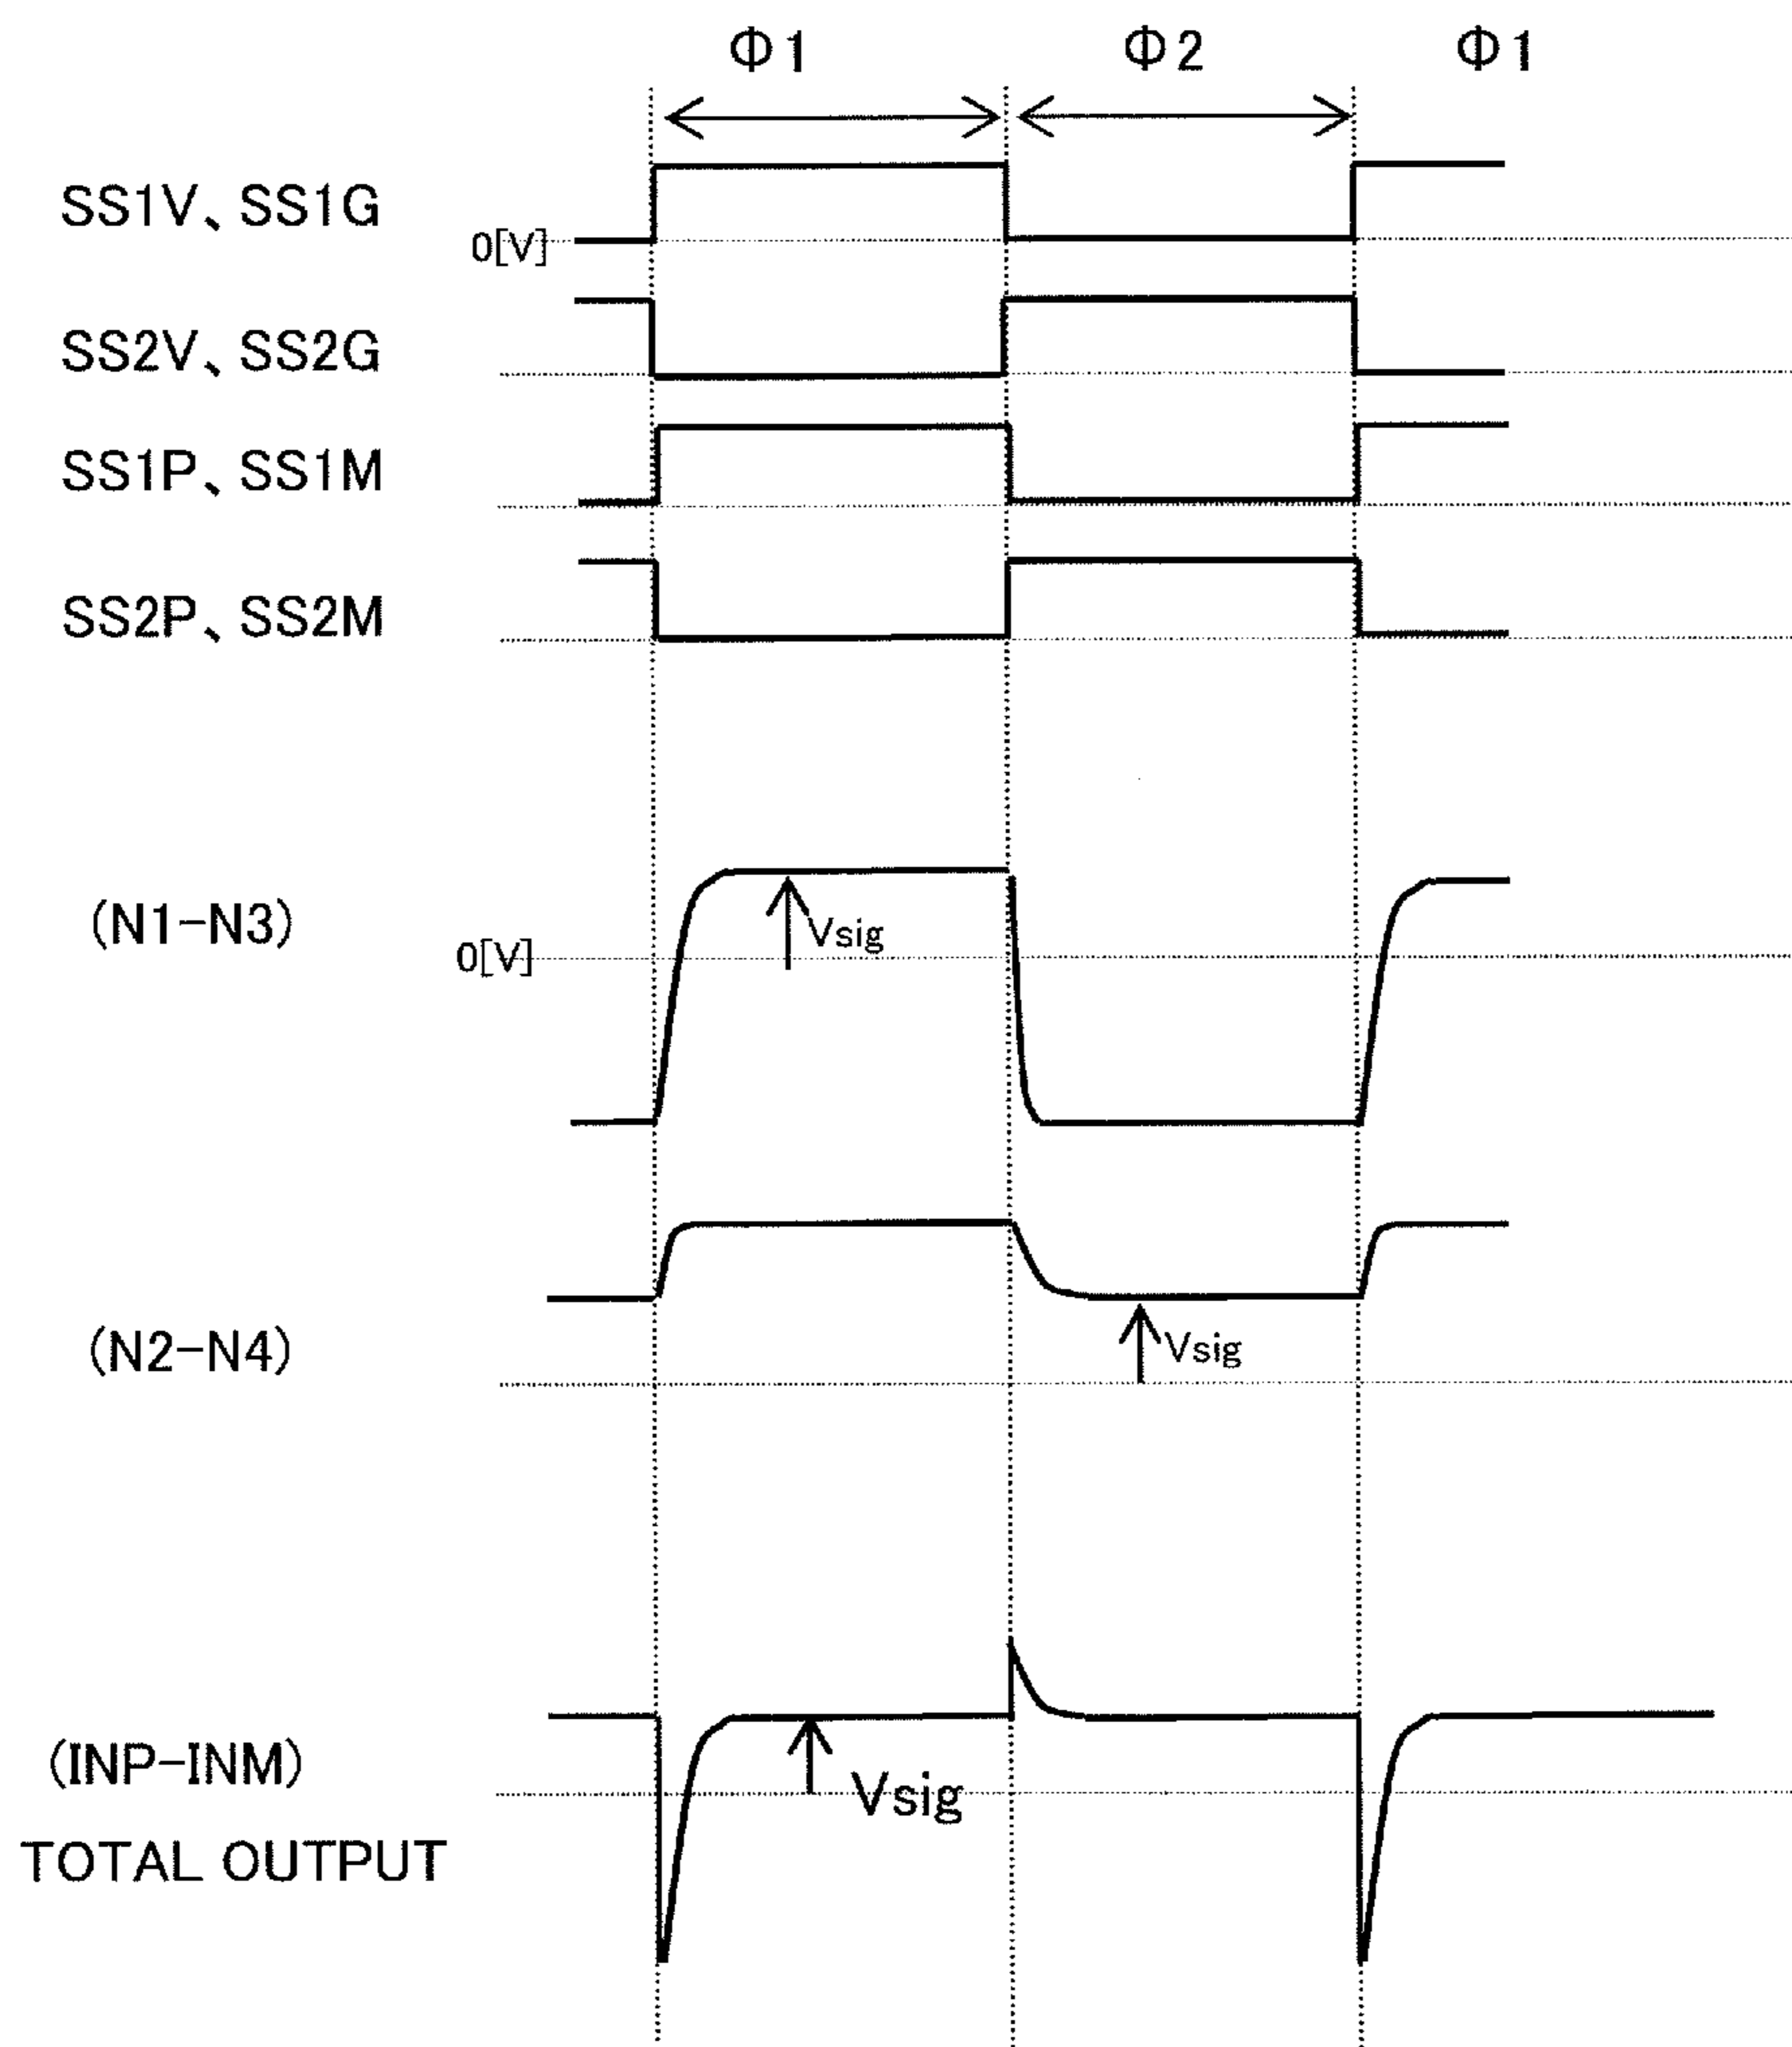 Φ1 Φ2 Φ1
SS1V、SS1G
0[V]
SS2V、SS2G
SS1P、SS1M
SS2P、SS2M
(N1-N3)
Vsig
0[V]
(N2-N4)
Vsig
(INP-INM)
Vsig
TOTAL OUTPUT